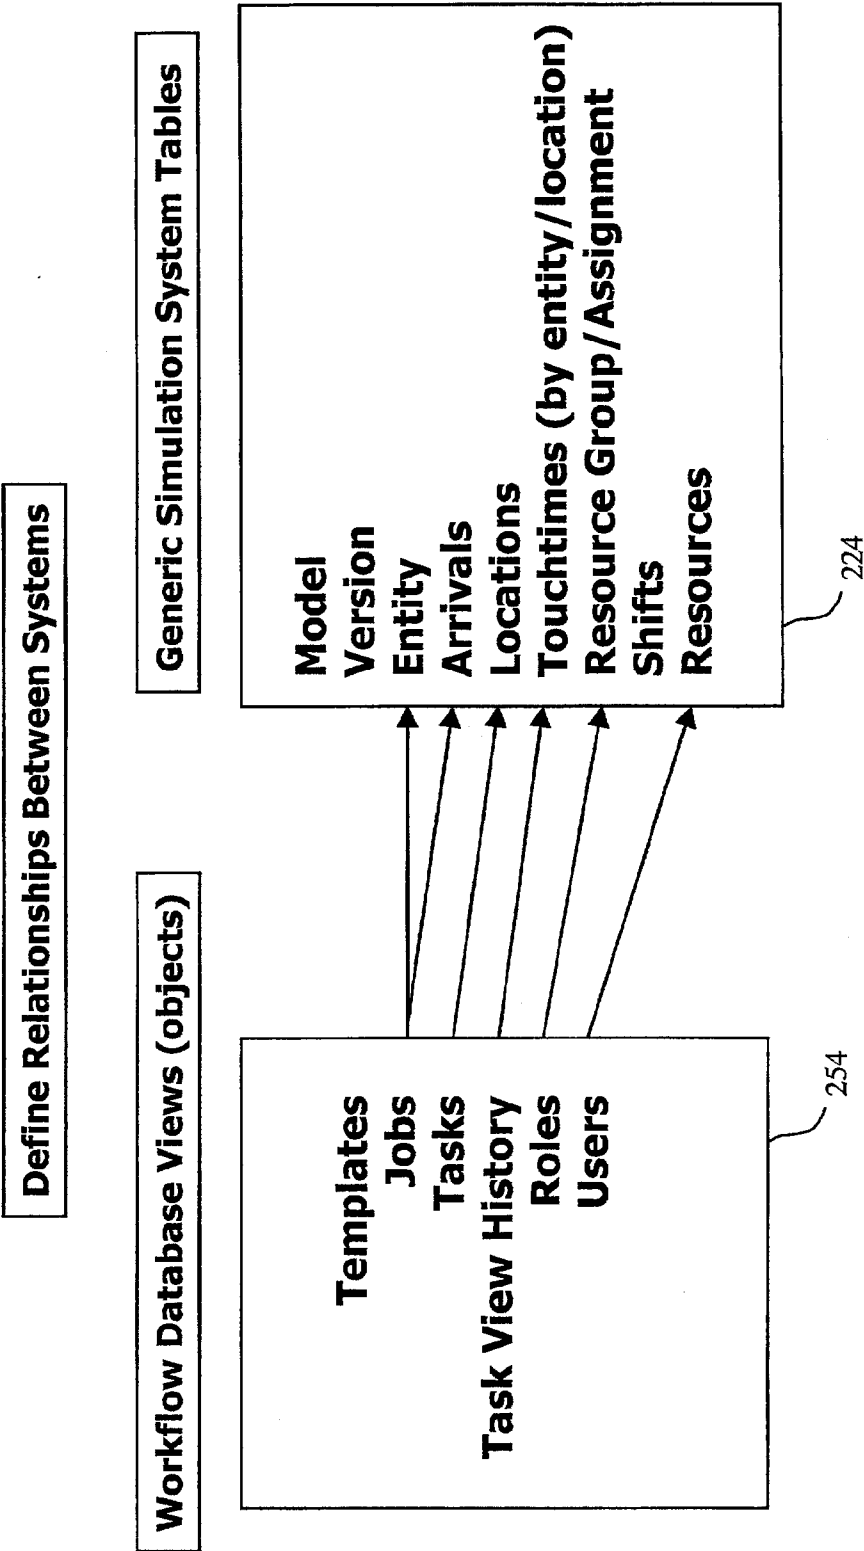 Define Relationships Between Systems
Workflow Database Views (objects)
Generic Simulation System Tables
Templates
Jobs
Tasks
Task View History
Roles
Users
254
Model
Version
Entity
Arrivals
Locations
Touchtimes (by entity/location)
Resource Group/Assignment
Shifts
Resources
224